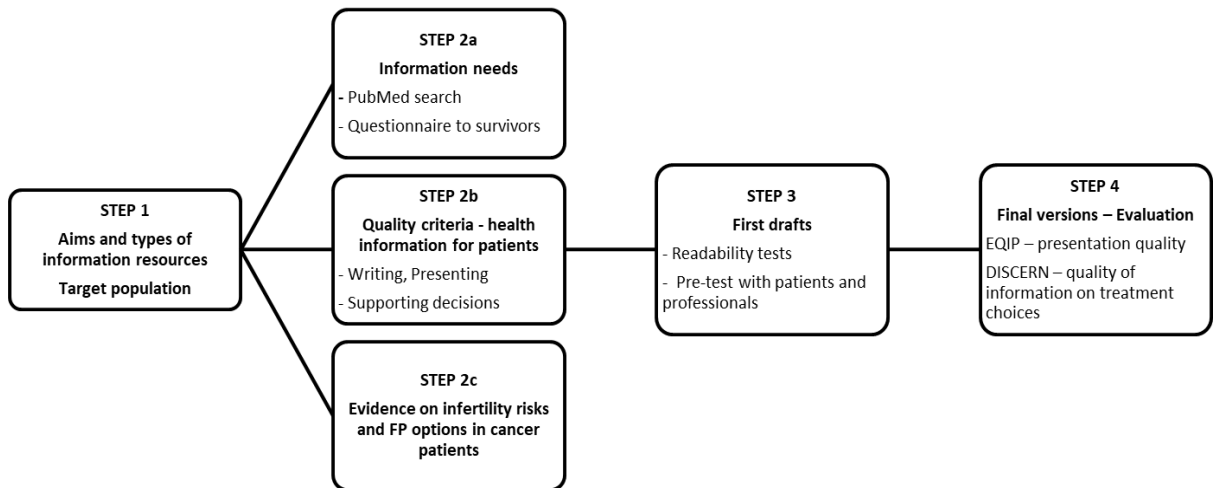 STEP 1
Aims and types of
information resources
Target population
STEP 2a
Information needs
- PubMed search
- Questionnaire to survivors
STEP 2b
Quality criteria - health
information for patients
- Writing, Presenting
- Supporting decisions
STEP 2c
Evidence on infertility risks
and FP options in cancer
patients
STEP 3
First drafts
- Readability tests
- Pre-test with patients and
professionals
STEP 4
Final versions – Evaluation
EQIP – presentation quality
DISCERN – quality of
information on treatment
choices